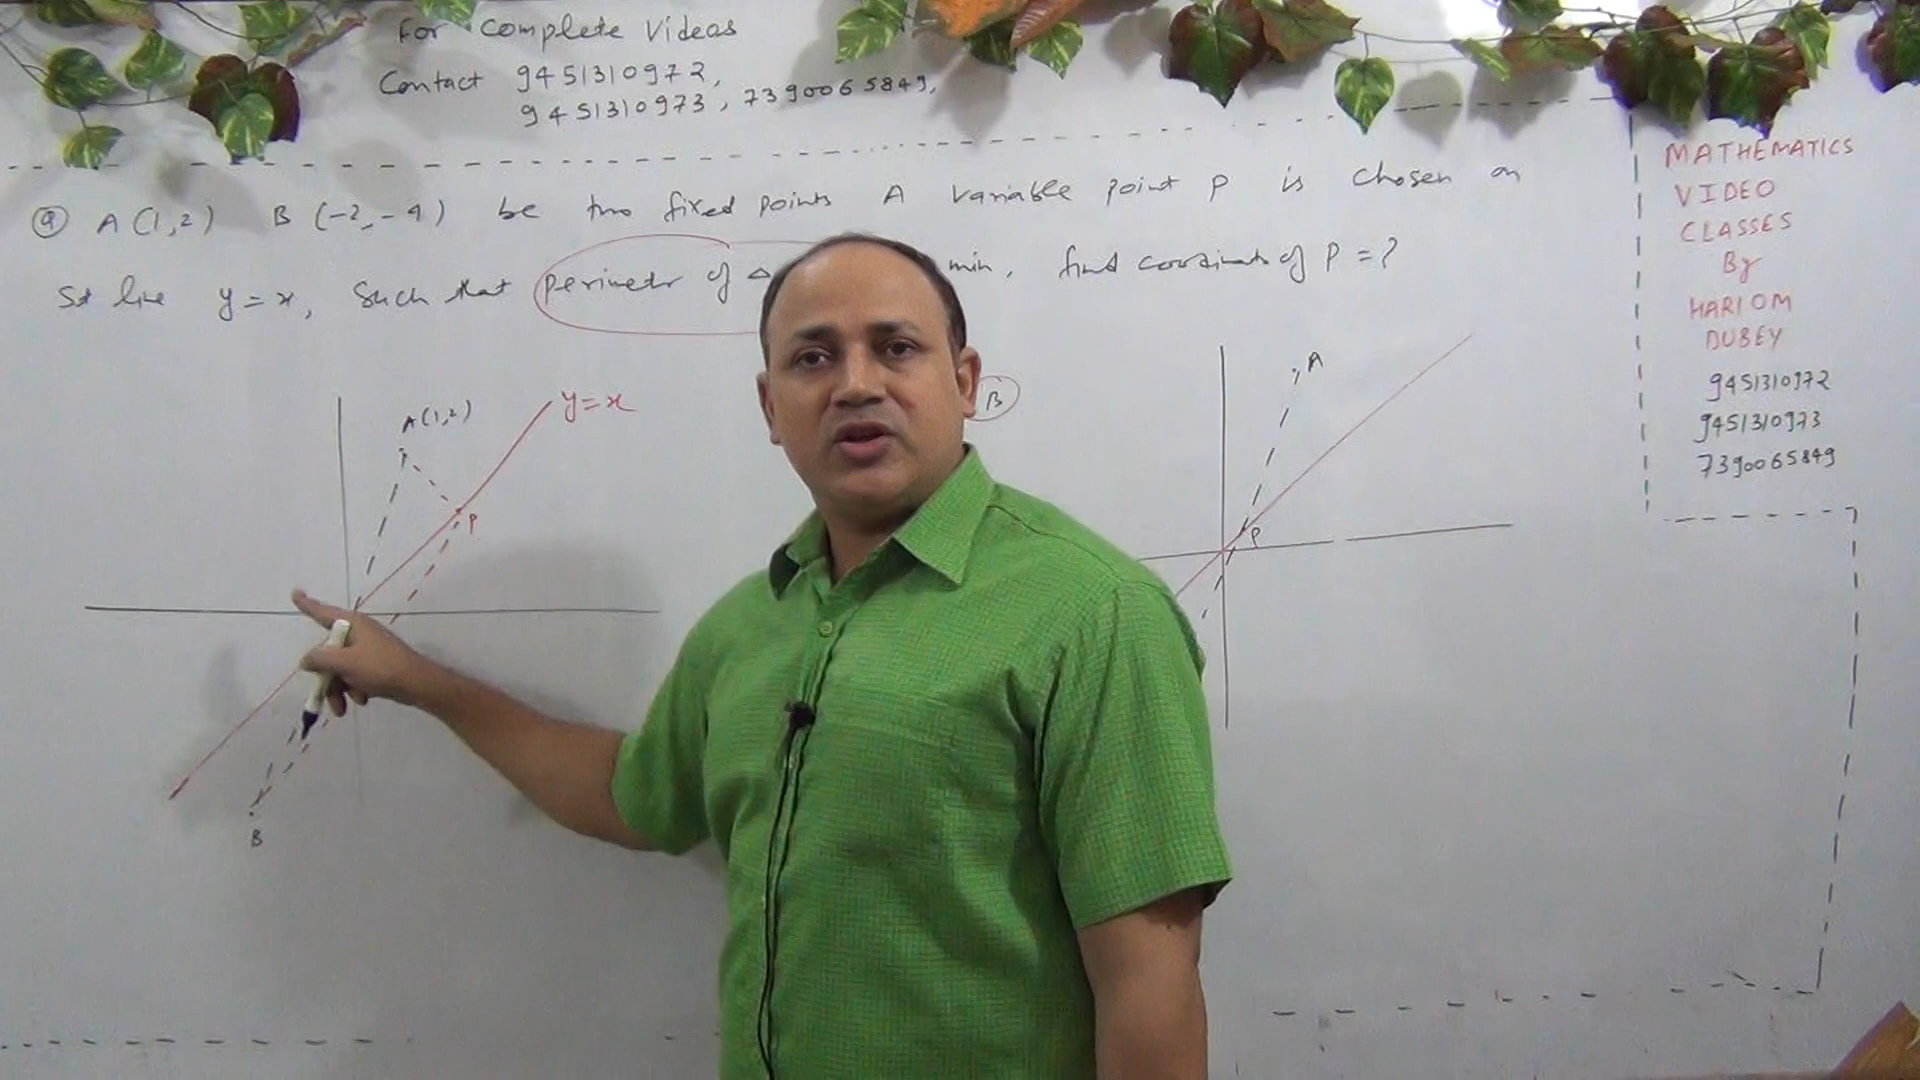 For Complete Videos
Contact 9451310972,
9451310973, 7390065849,
Q A(1,2) B(-2,-4) be two fixed points A variable point P is chosen on
St line y=x, Such that perimeter of Δ min, find coordinate of P=?
A(1,2)
y=x
P
B
B
A
P
MATHEMATICS
VIDEO
CLASSES
By
HARIOM
DUBEY
9451310972
9451310973
7390065849